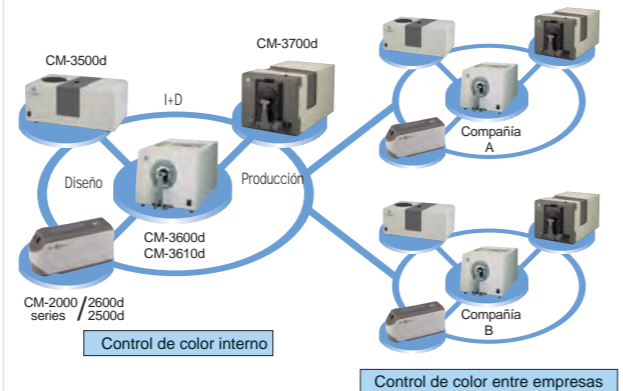 CM-3500d
CM-3700d
I+D
Diseño
Producción
CM-3600d
CM-3610d
CM-2000 series / 2600d 2500d
Control de color interno
Compañía
A
Compañía
B
Control de color entre empresas